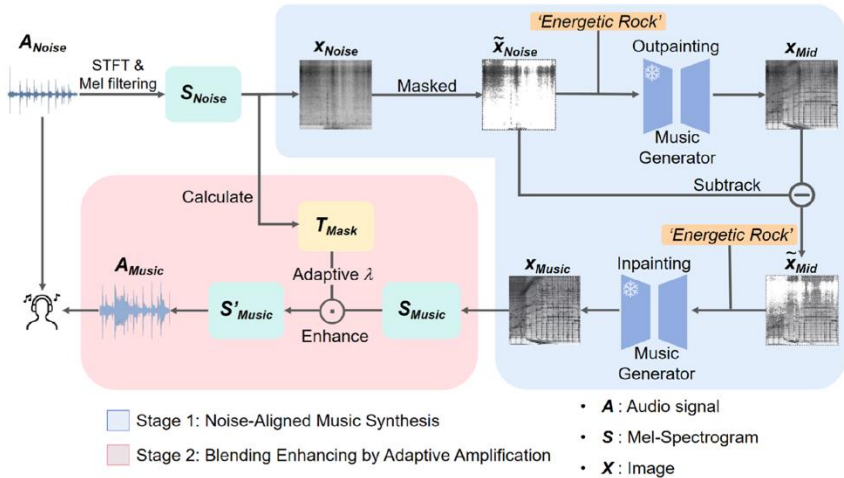 A_Noise
STFT &
Mel filtering
S_Noise
x_Noise
Masked
x̃_Noise
'Energetic Rock'
Outpainting
Music
Generator
x_Mid
Subtrack
Calculate
T_Mask
Adaptive λ
A_Music
S'_Music
Enhance
S_Music
x_Music
Inpainting
Music
Generator
'Energetic Rock'
x̃_Mid
Stage 1: Noise-Aligned Music Synthesis
Stage 2: Blending Enhancing by Adaptive Amplification
• A : Audio signal
• S : Mel-Spectrogram
• X : Image